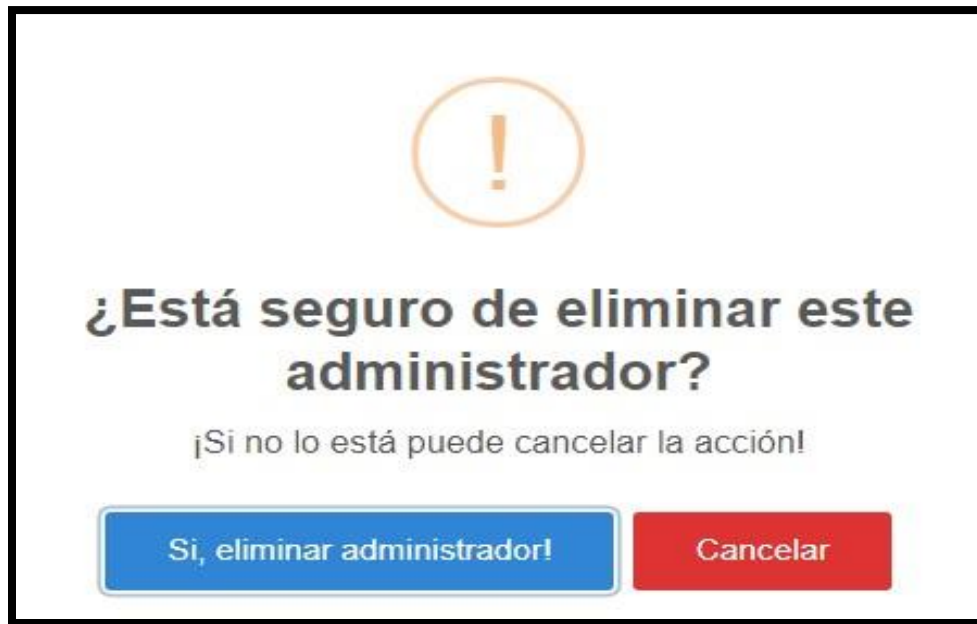 ¿Está seguro de eliminar este
administrador?
¡Si no lo está puede cancelar la acción!
Si, eliminar administrador!
Cancelar